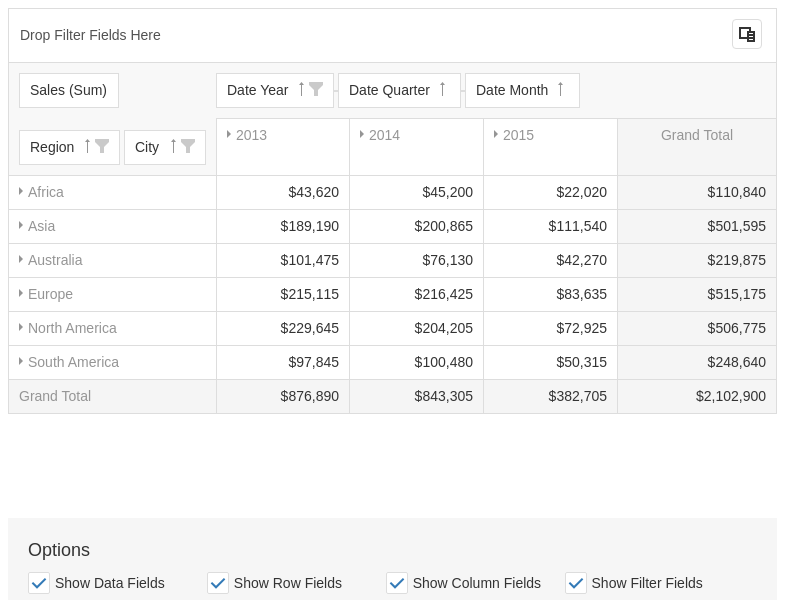 Drop Filter Fields Here
Sales (Sum) Date Year Date Quarter Date Month
Region City 2013 2014 2015 Grand Total
Africa $43,620 $45,200 $22,020 $110,840
Asia $189,190 $200,865 $111,540 $501,595
Australia $101,475 $76,130 $42,270 $219,875
Europe $215,115 $216,425 $83,635 $515,175
North America $229,645 $204,205 $72,925 $506,775
South America $97,845 $100,480 $50,315 $248,640
Grand Total $876,890 $843,305 $382,705 $2,102,900
Options
Show Data Fields Show Row Fields Show Column Fields Show Filter Fields